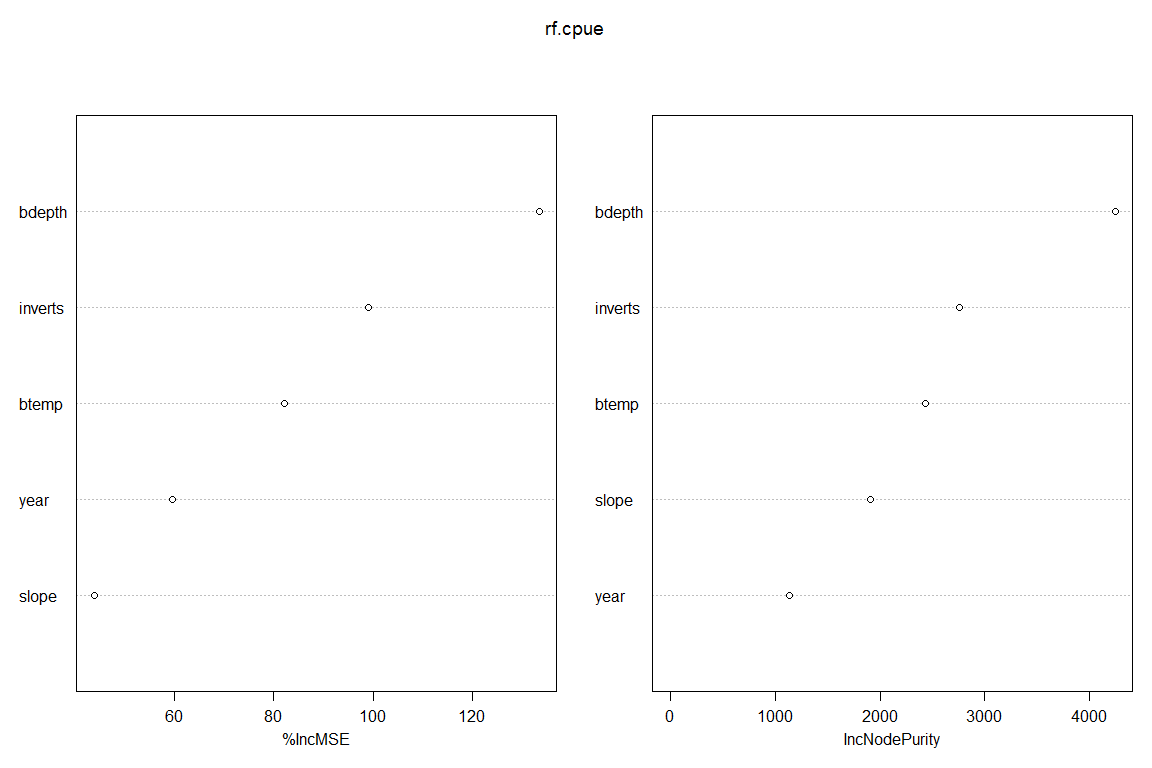 rf.cpue
bdepth
inverts
btemp
year
slope
60 80 100 120
%IncMSE
bdepth
inverts
btemp
slope
year
0 1000 2000 3000 4000
IncNodePurity